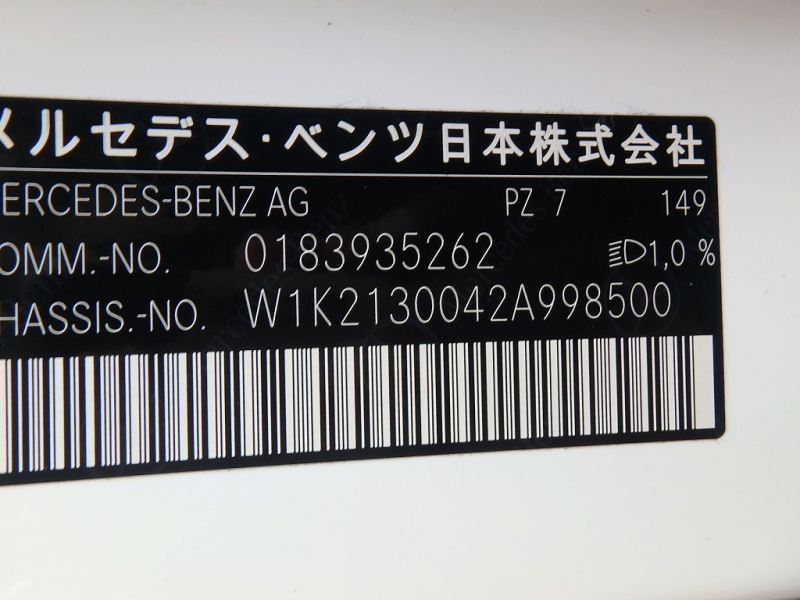 メルセデス・ベンツ日本株式会社
ERCEDES-BENZ AG PZ 7 149
OMM.-NO. 0183935262 1,0 %
HASSIS.-NO. W1K2130042A998500